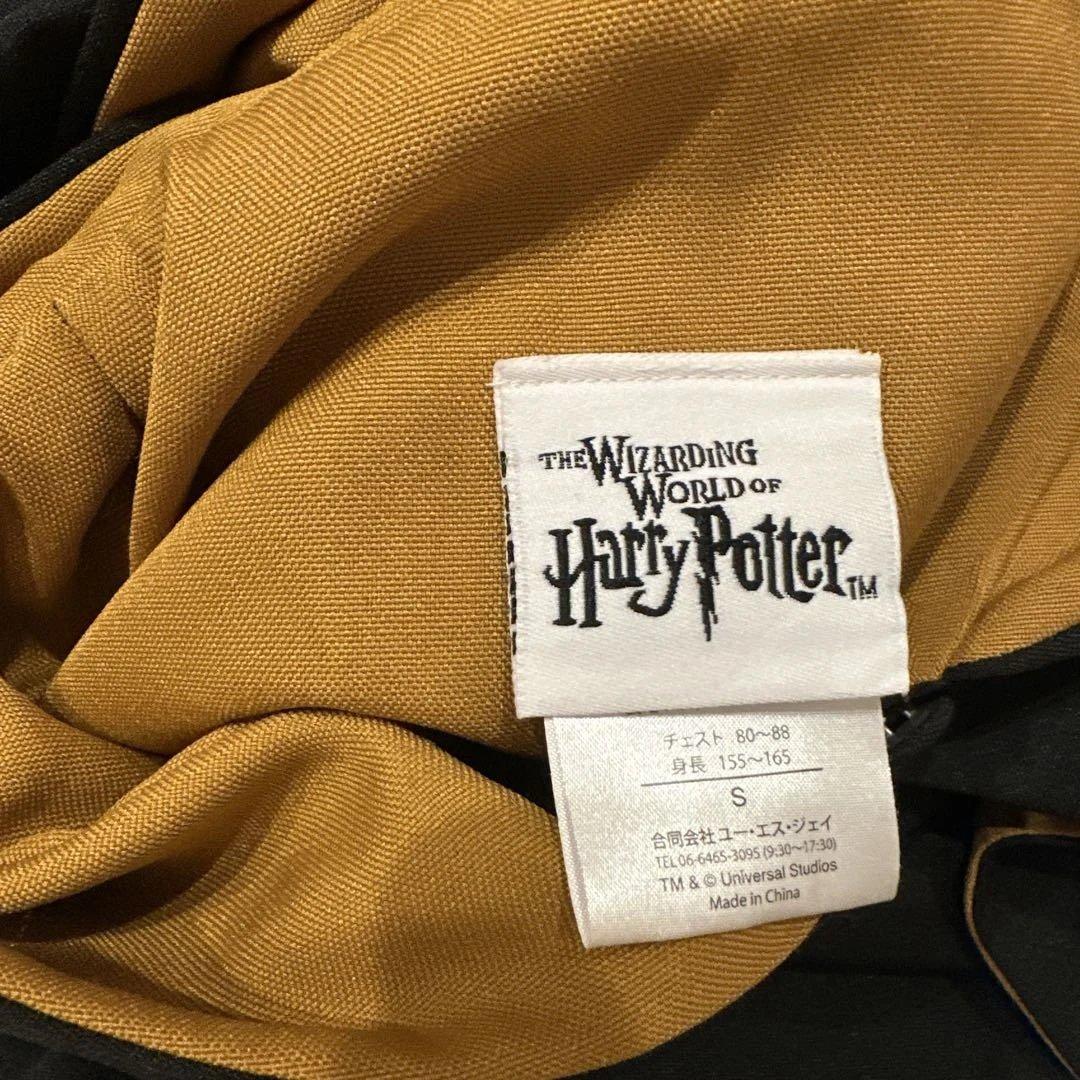 THE WIZARDING
WORLD OF
Harry Potter TM
チェスト 80～88
身長 155～165
S
合同会社 ユー・エス・ジェイ
TEL 06-6465-3095 (9:30～17:30)
TM & © Universal Studios
Made in China